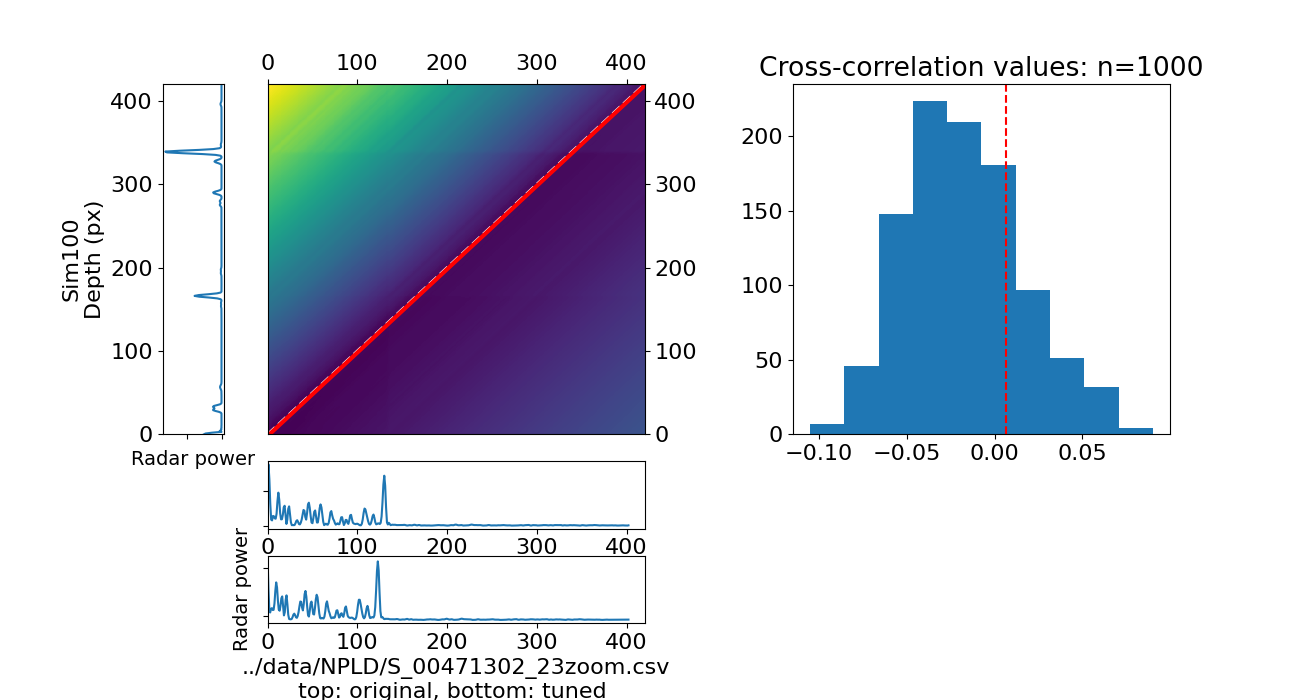 Cross-correlation values: n=1000
0 100 200 300 400
400
300
200
100
0
Sim100
Depth (px)
Radar power
400
300
200
100
0
200
150
100
50
0
−0.10 −0.05 0.00 0.05
0 100 200 300 400
Radar power
0 100 200 300 400
../data/NPLD/S_00471302_23zoom.csv
top: original, bottom: tuned